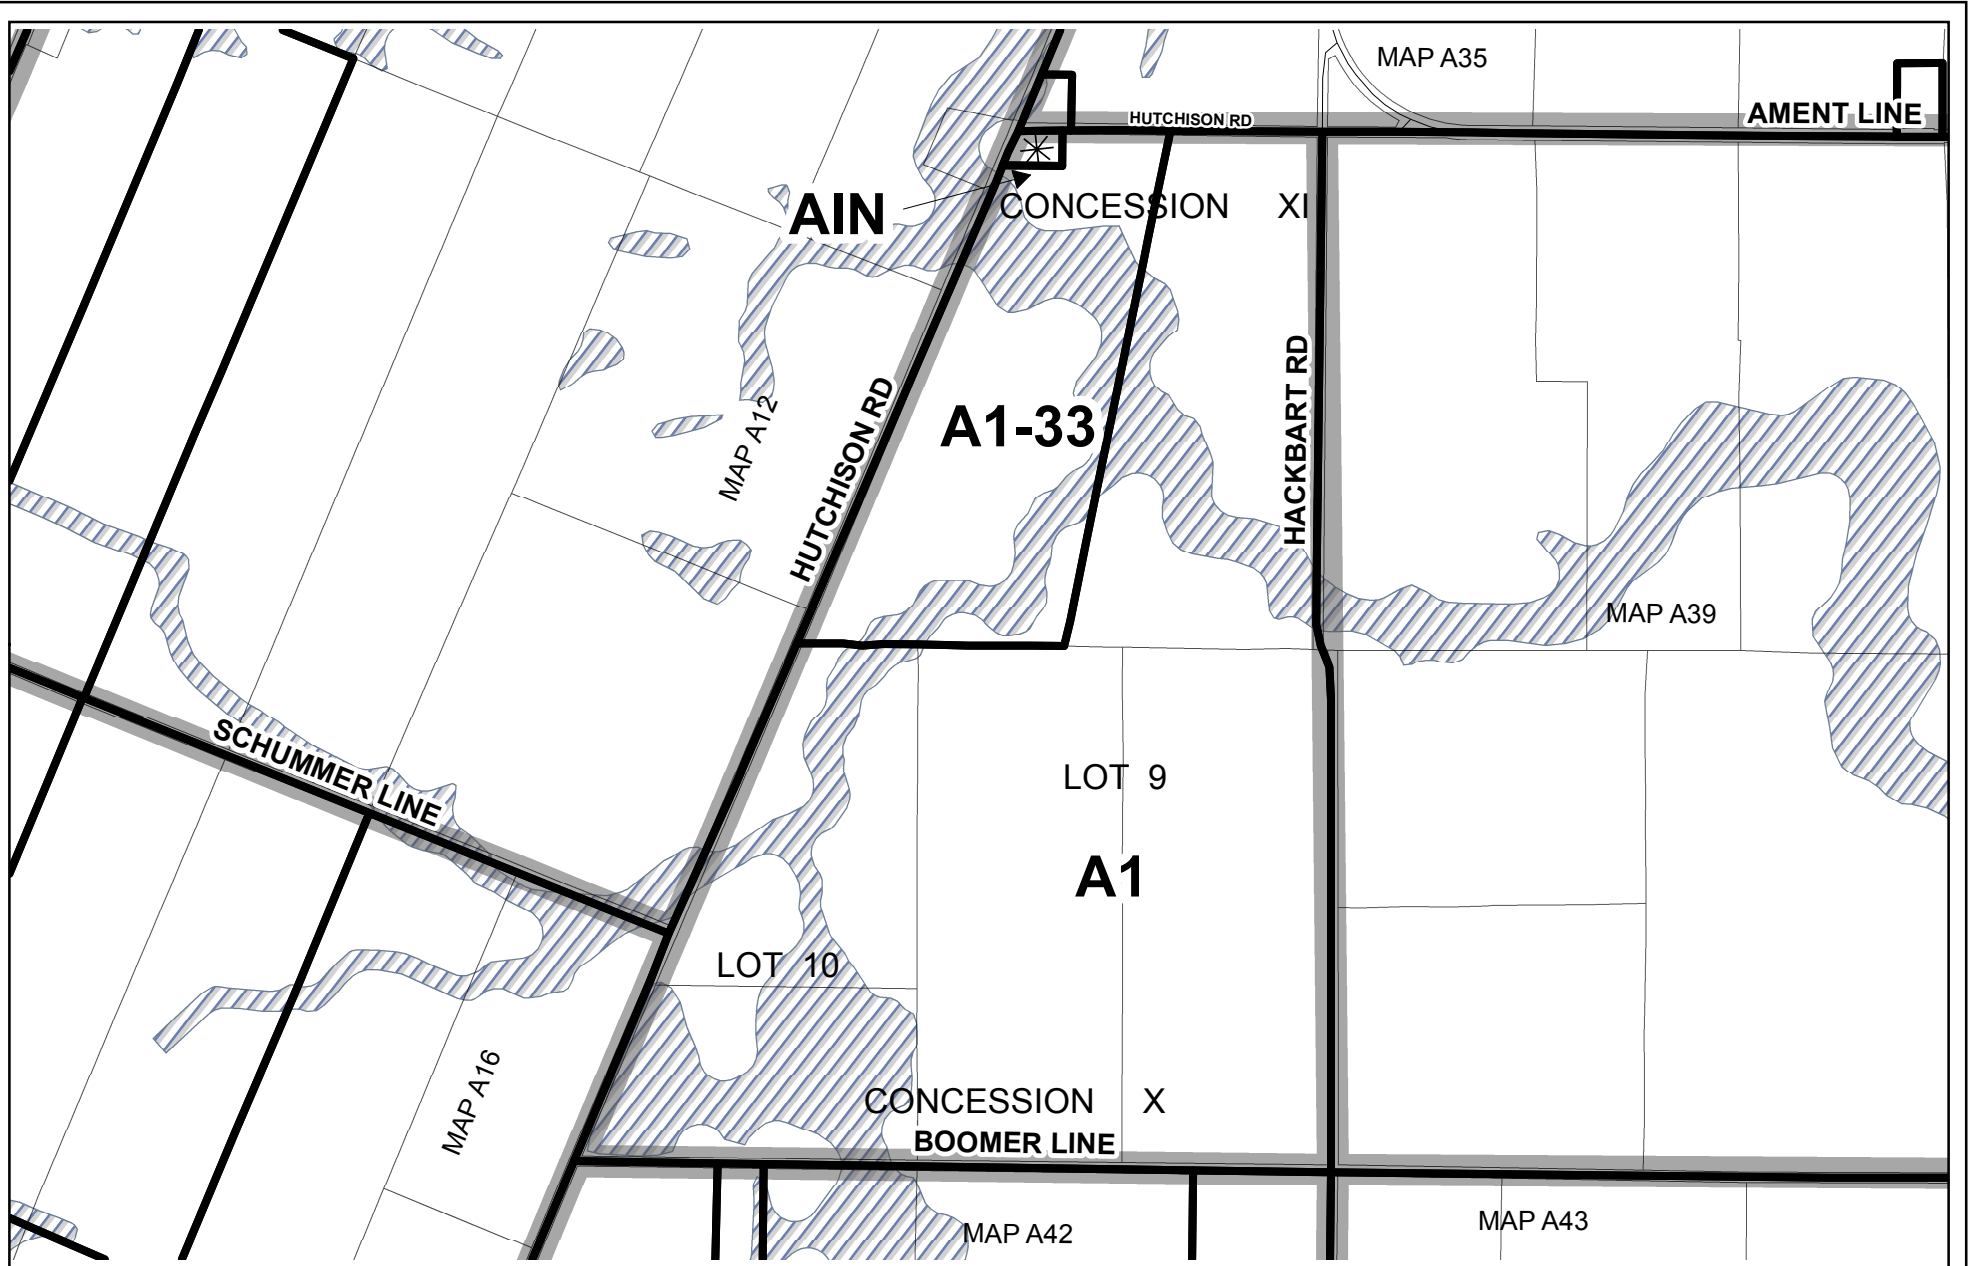 MAP A35
AMENT LINE
HUTCHISON RD
AIN
CONCESSION XI
HUTCHISON RD
MAP A12
A1-33
HACKBART RD
MAP A39
SCHUMMER LINE
LOT 9
A1
LOT 10
MAP A16
CONCESSION X
BOOMER LINE
MAP A42
MAP A43